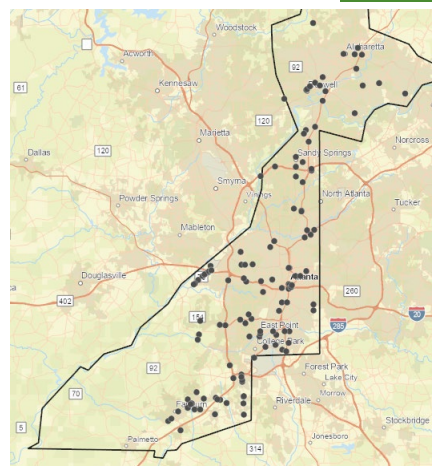 Woodstock
Acworth
92
Alpharetta
61
Kennesaw
Roswell
120
Marietta
Norcross
Dallas
120
Sandy Springs
Smyrna
Powder Springs
Vinings
North Atlanta
Tucker
Mableton
Douglasville
Atlanta
402
260
20
154
East Point
285
College Park
92
Forest Park
Lake City
70
Fairburn
Riverdale
Morrow
5
Stockbridge
Palmetto
314
Jonesboro